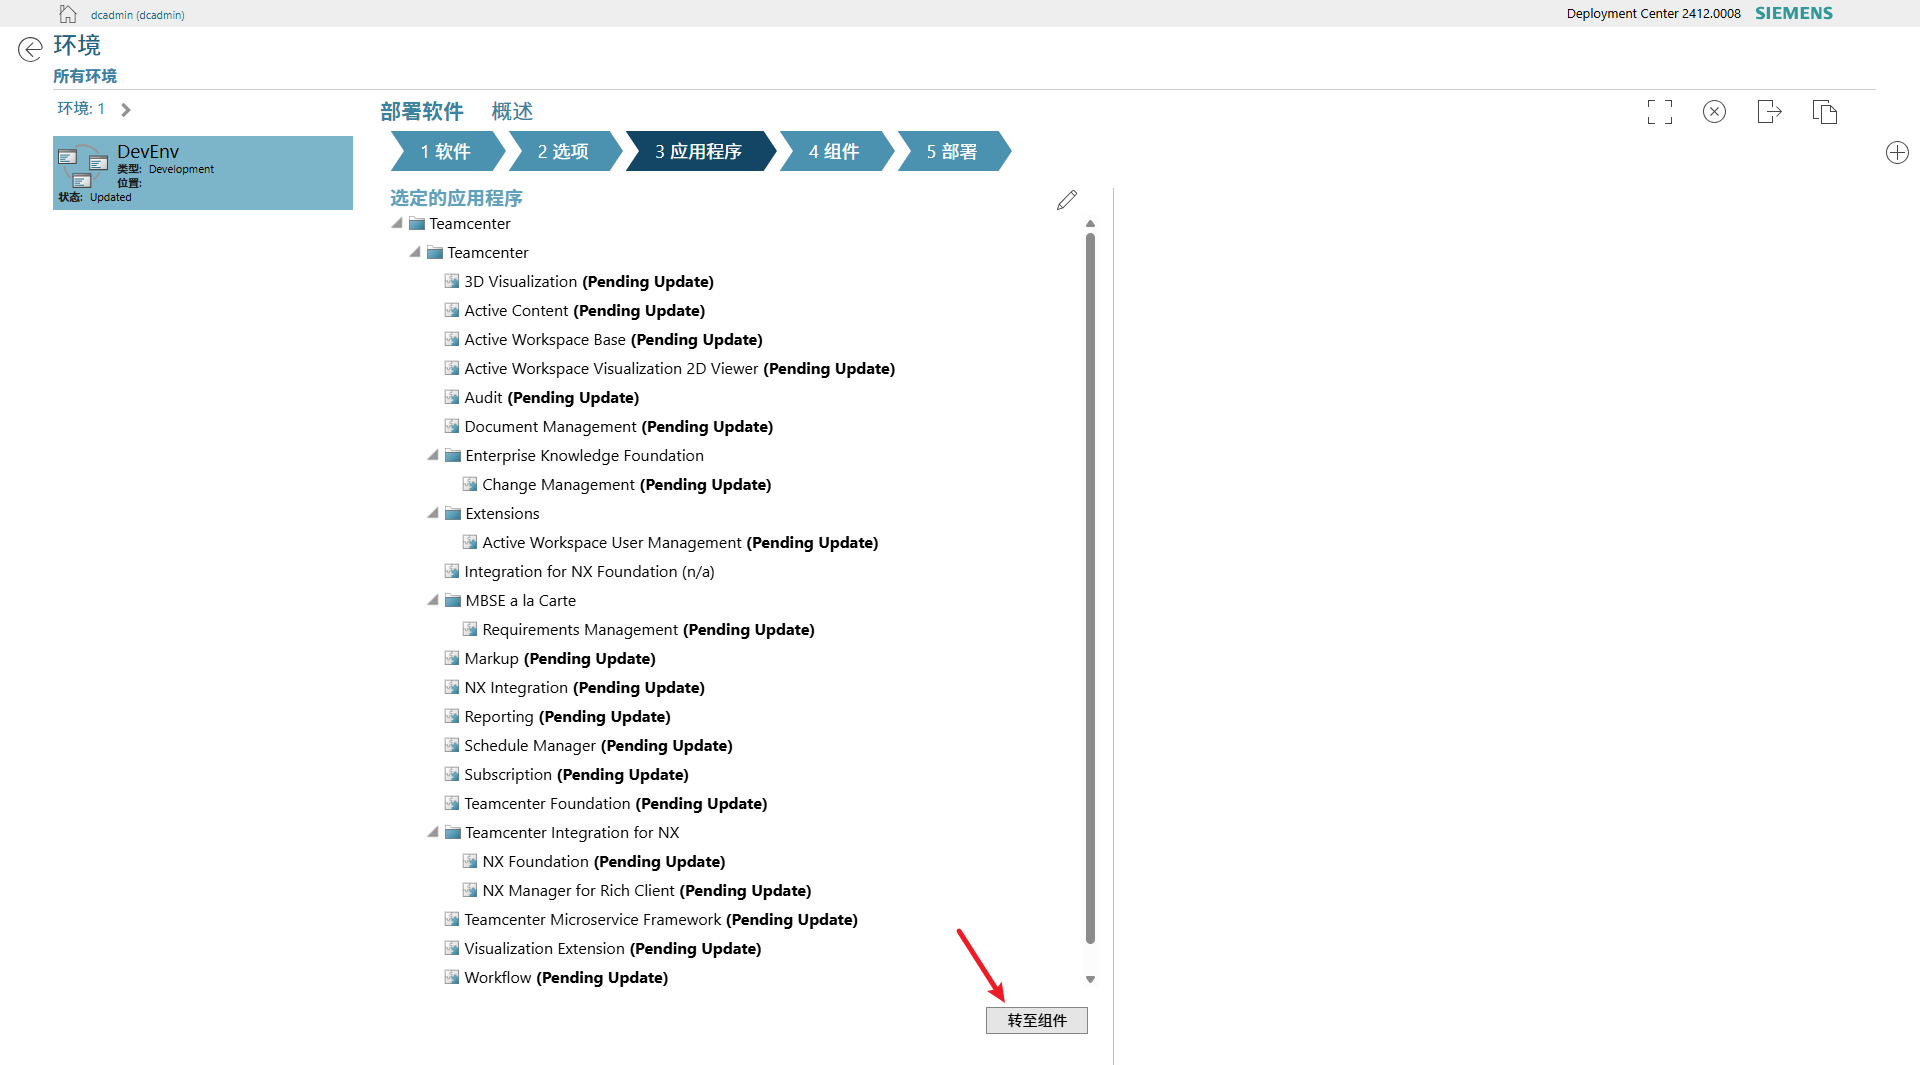 dcadmin (dcadmin)
Deployment Center 2412.0008 SIEMENS
环境
所有环境
环境: 1
部署软件 概述
1 软件 2 选项 3 应用程序 4 组件 5 部署
DevEnv
类型: Development
位置:
状态: Updated
选定的应用程序
Teamcenter
Teamcenter
3D Visualization (Pending Update)
Active Content (Pending Update)
Active Workspace Base (Pending Update)
Active Workspace Visualization 2D Viewer (Pending Update)
Audit (Pending Update)
Document Management (Pending Update)
Enterprise Knowledge Foundation
Change Management (Pending Update)
Extensions
Active Workspace User Management (Pending Update)
Integration for NX Foundation (n/a)
MBSE a la Carte
Requirements Management (Pending Update)
Markup (Pending Update)
NX Integration (Pending Update)
Reporting (Pending Update)
Schedule Manager (Pending Update)
Subscription (Pending Update)
Teamcenter Foundation (Pending Update)
Teamcenter Integration for NX
NX Foundation (Pending Update)
NX Manager for Rich Client (Pending Update)
Teamcenter Microservice Framework (Pending Update)
Visualization Extension (Pending Update)
Workflow (Pending Update)
转至组件